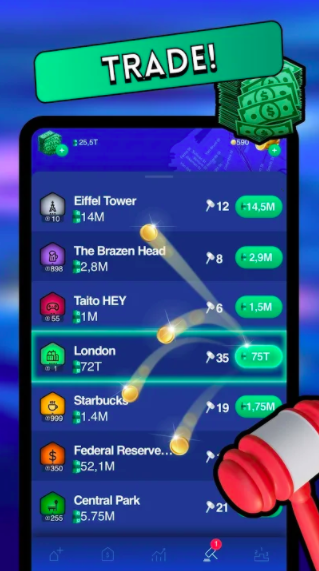 TRADE!
25,5T
590
Eiffel Tower
14M
10
12
14,5M
The Brazen Head
2,8M
898
8
2,9M
Taito HEY
1M
55
6
1,5M
London
72T
1
35
75T
Starbucks
1.4M
999
19
1,75M
Federal Reserve...
52,1M
350
Central Park
5.75M
255
21
1